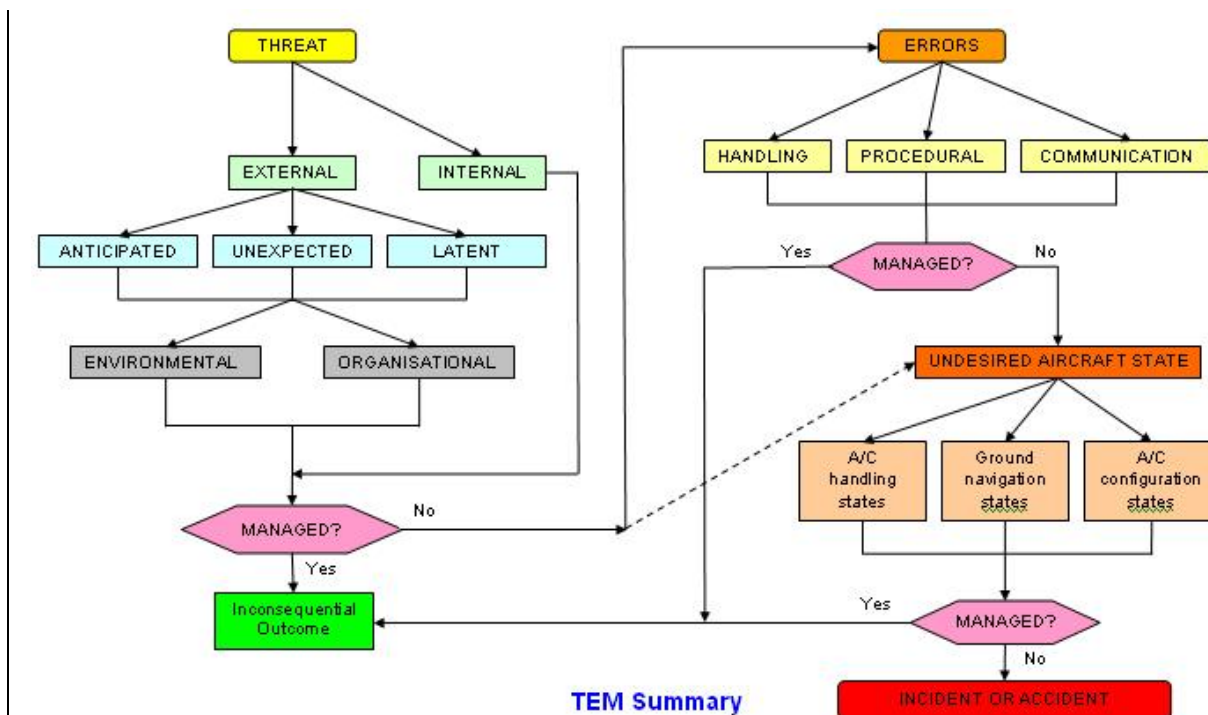 THREAT
ERRORS
HANDLING
PROCEDURAL
COMMUNICATION
EXTERNAL
INTERNAL
ANTICIPATED
UNEXPECTED
LATENT
Yes
MANAGED?
No
ENVIRONMENTAL
ORGANISATIONAL
UNDESIRED AIRCRAFT STATE
A/C
handling
states
Ground
navigation
states
A/C
configuration
states
MANAGED?
No
Yes
Inconsequential
Outcome
Yes
MANAGED?
No
TEM Summary
INCIDENT OR ACCIDENT